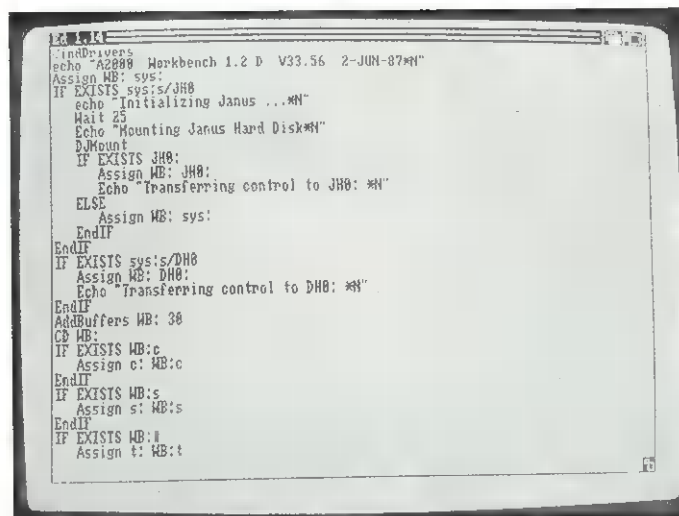 Ed 1.14
BindDrivers
echo "A2000 Workbench 1.2 D V33.56 2-JUN-87*N"
Assign WB: sys:
IF EXISTS sys:s/JH0
echo "Initializing Janus ...*N"
Wait 25
Echo "Mounting Janus Hard Disk*N"
DJMount
IF EXISTS JH0:
Assign WB: JH0:
Echo "Transferring control to JH0: *N"
ELSE
Assign WB: sys:
EndIF
EndIF
IF EXISTS sys:s/DH0
Assign WB: DH0:
Echo "Transferring control to DH0: *N"
EndIF
AddBuffers WB: 30
CD WB:
IF EXISTS WB:c
Assign c: WB:c
EndIF
IF EXISTS WB:s
Assign s: WB:s
EndIF
IF EXISTS WB:
Assign t: WB:t